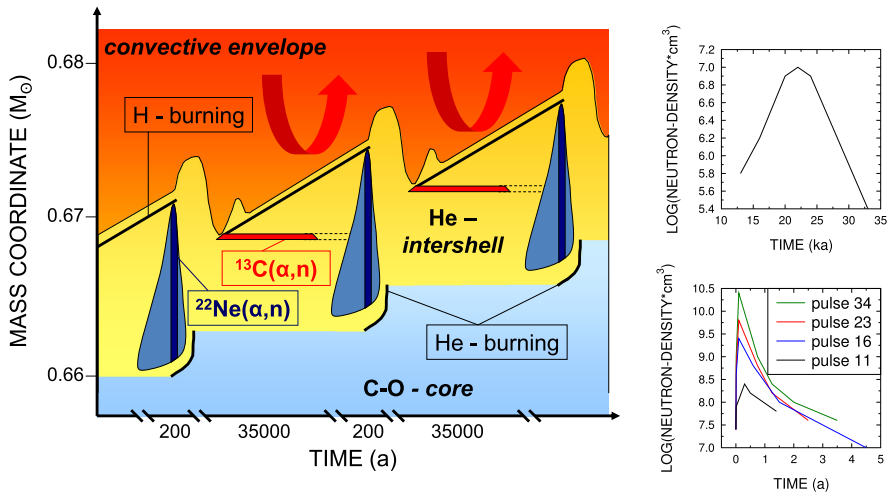 convective envelope
0.68
H - burning
0.67
He –
intershell
¹³C(α,n)
²²Ne(α,n)
He - burning
0.66
C-O - core
MASS COORDINATE (M☉)
200
35000
200
35000
TIME (a)
LOG(NEUTRON-DENSITY*cm³)
7.2
7.0
6.8
6.6
6.4
6.2
6.0
5.8
5.6
5.4
10 15 20 25 30 35
TIME (ka)
LOG(NEUTRON-DENSITY*cm³)
10.5
10.0
9.5
9.0
8.5
8.0
7.5
7.0
pulse 34
pulse 23
pulse 16
pulse 11
0 1 2 3 4 5
TIME (a)